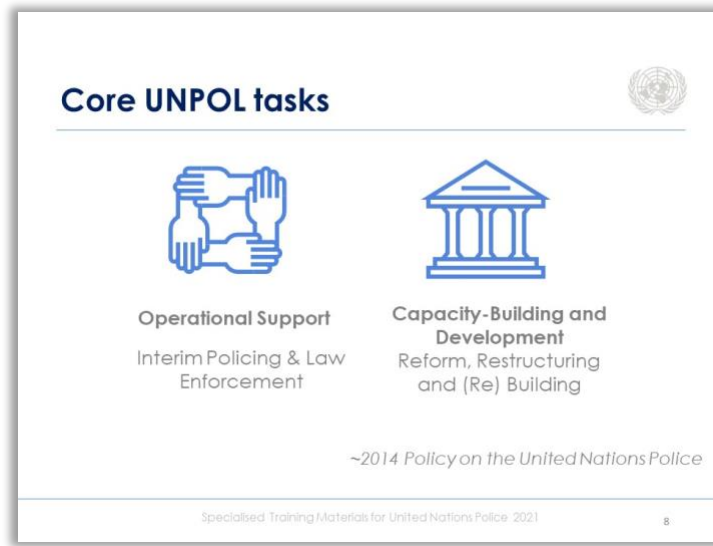 Core UNPOL tasks
Operational Support
Interim Policing & Law
Enforcement
Capacity-Building and
Development
Reform, Restructuring
and (Re) Building
~2014 Policy on the United Nations Police
Specialised Training Materials for United Nations Police 2021
8